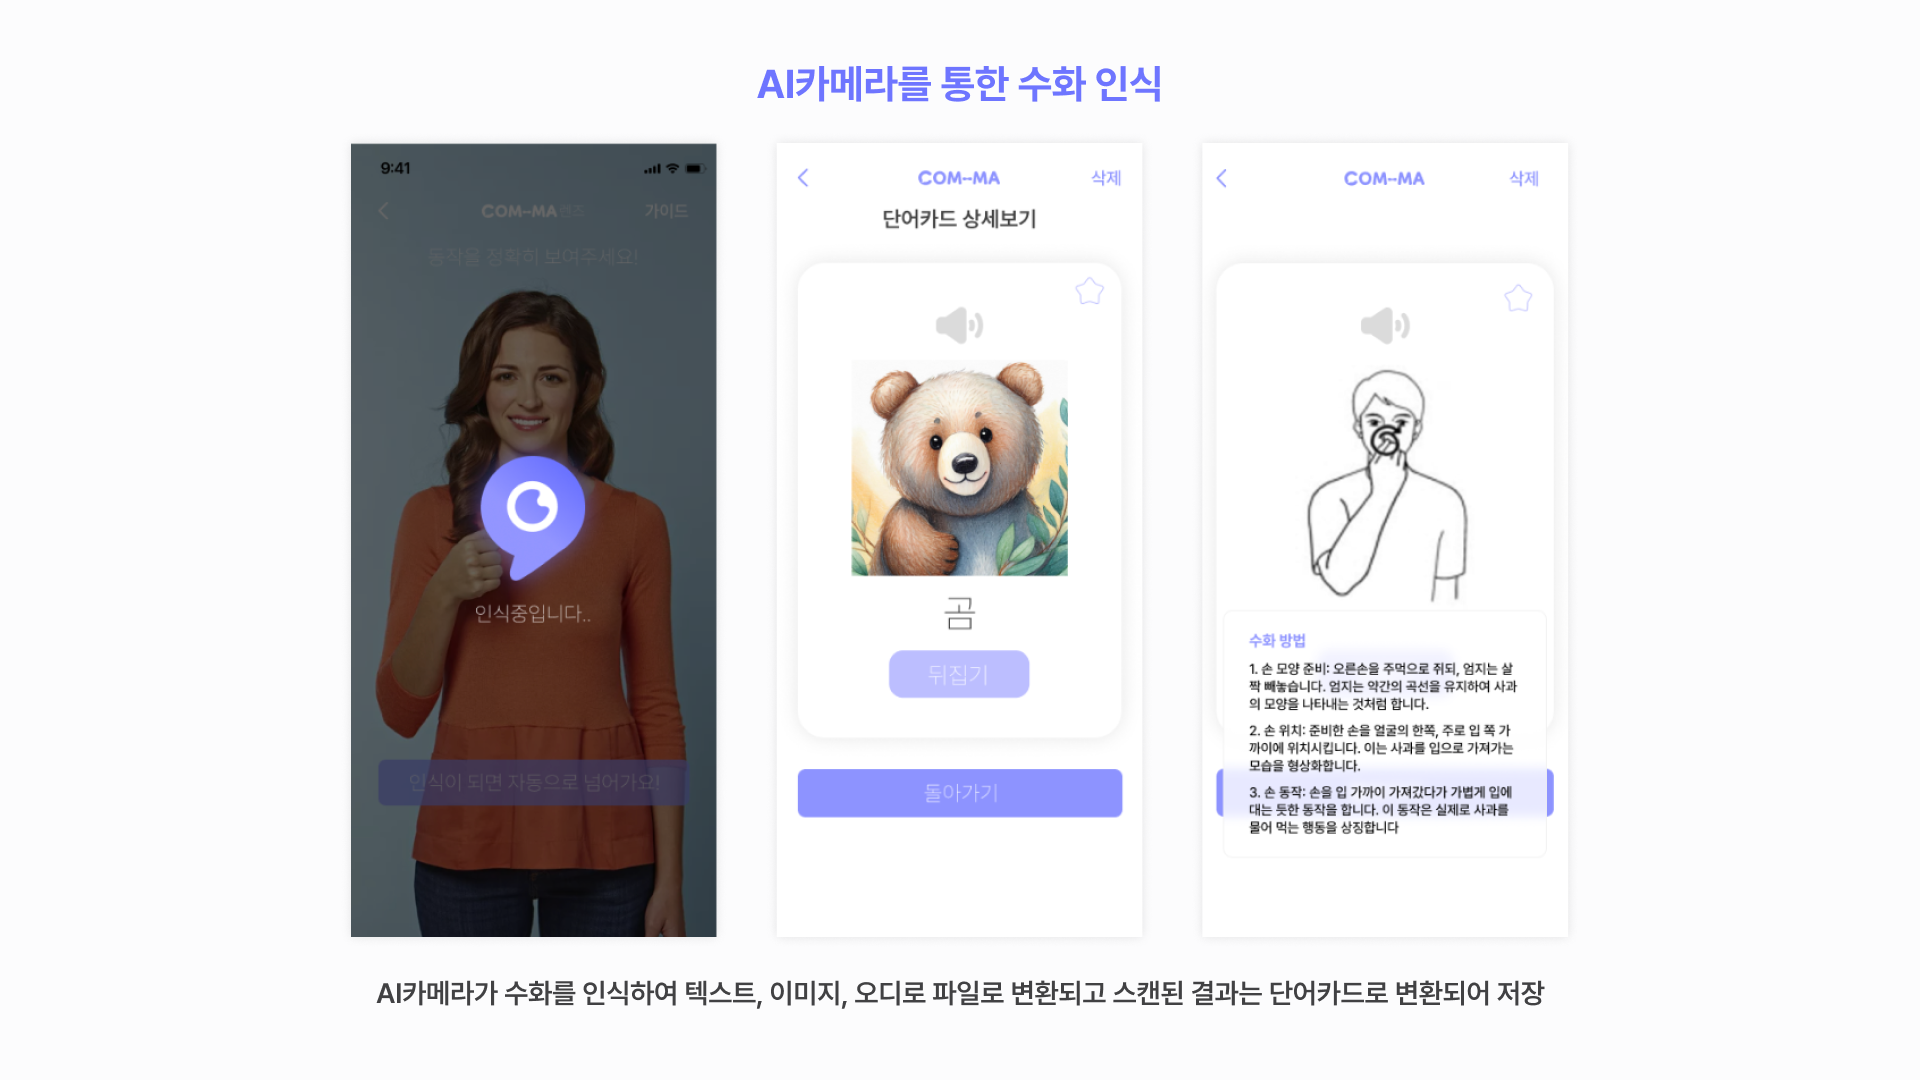 AI카메라를 통한 수화 인식
9:41
COM-MA렌즈
가이드
동작을 정확히 보여주세요!
인식중입니다..
인식이 되면 자동으로 넘어가요!
COM-MA
삭제
단어카드 상세보기
곰
뒤집기
돌아가기
COM-MA
삭제
수화 방법
1. 손 모양 준비: 오른손을 주먹으로 쥐되, 엄지는 살
짝 빼놓습니다. 엄지는 약간의 곡선을 유지하여 사과
의 모양을 나타내는 것처럼 합니다.
2. 손 위치: 준비한 손을 얼굴의 한쪽, 주로 입 쪽 가
까이에 위치시킵니다. 이는 사과를 입으로 가져가는
모습을 형상화합니다.
3. 손 동작: 손을 입 가까이 가져갔다가 가볍게 입에
대는 듯한 동작을 합니다. 이 동작은 실제로 사과를
물어 먹는 행동을 상징합니다
AI카메라가 수화를 인식하여 텍스트, 이미지, 오디로 파일로 변환되고 스캔된 결과는 단어카드로 변환되어 저장